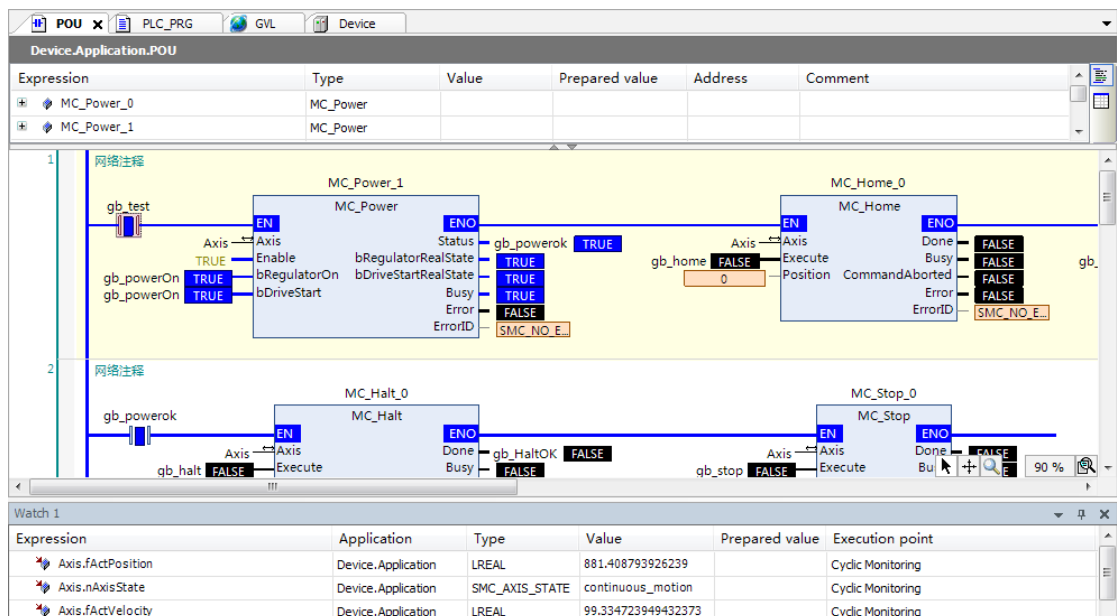 POU PLC_PRG GVL Device
Device.Application.POU
Expression Type Value Prepared value Address Comment
MC_Power_0 MC_Power
MC_Power_1 MC_Power
1 网络注释
MC_Power_1 MC_Home_0
gb_test MC_Power MC_Home
EN ENO EN ENO
Axis Axis Status gb_powerok TRUE Axis Axis Done FALSE
TRUE Enable bRegulatorRealState TRUE gb_home FALSE Execute Busy FALSE gb_
gb_powerOn TRUE bRegulatorOn bDriveStartRealState TRUE 0 Position CommandAborted FALSE
gb_powerOn TRUE bDriveStart Busy TRUE Error FALSE
Error FALSE ErrorID SMC_NO_E...
ErrorID SMC_NO_E...
2 网络注释
MC_Halt_0 MC_Stop_0
gb_powerok MC_Halt MC_Stop
EN ENO EN ENO
Axis Axis Done gb_HaltOK FALSE Axis Axis Done FALSE
gb_halt FALSE Execute Busy FALSE gb_stop FALSE Execute Bu E 90 %
Watch 1
Expression Application Type Value Prepared value Execution point
Axis.fActPosition Device.Application LREAL 881.408793926239 Cyclic Monitoring
Axis.nAxisState Device.Application SMC_AXIS_STATE continuous_motion Cyclic Monitoring
Axis.fActVelocity Device.Application LREAL 99.334723949432373 Cyclic Monitoring